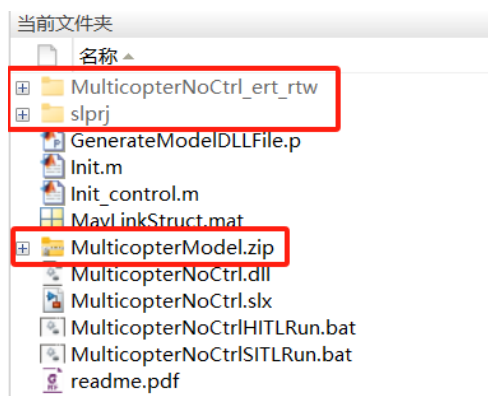 当前文件夹
名称
MulticopterNoCtrl_ert_rtw
slprj
GenerateModelDLLFile.p
Init.m
Init_control.m
MavLinkStruct.mat
MulticopterModel.zip
MulticopterNoCtrl.dll
MulticopterNoCtrl.slx
MulticopterNoCtrlHITLRun.bat
MulticopterNoCtrlSITLRun.bat
readme.pdf